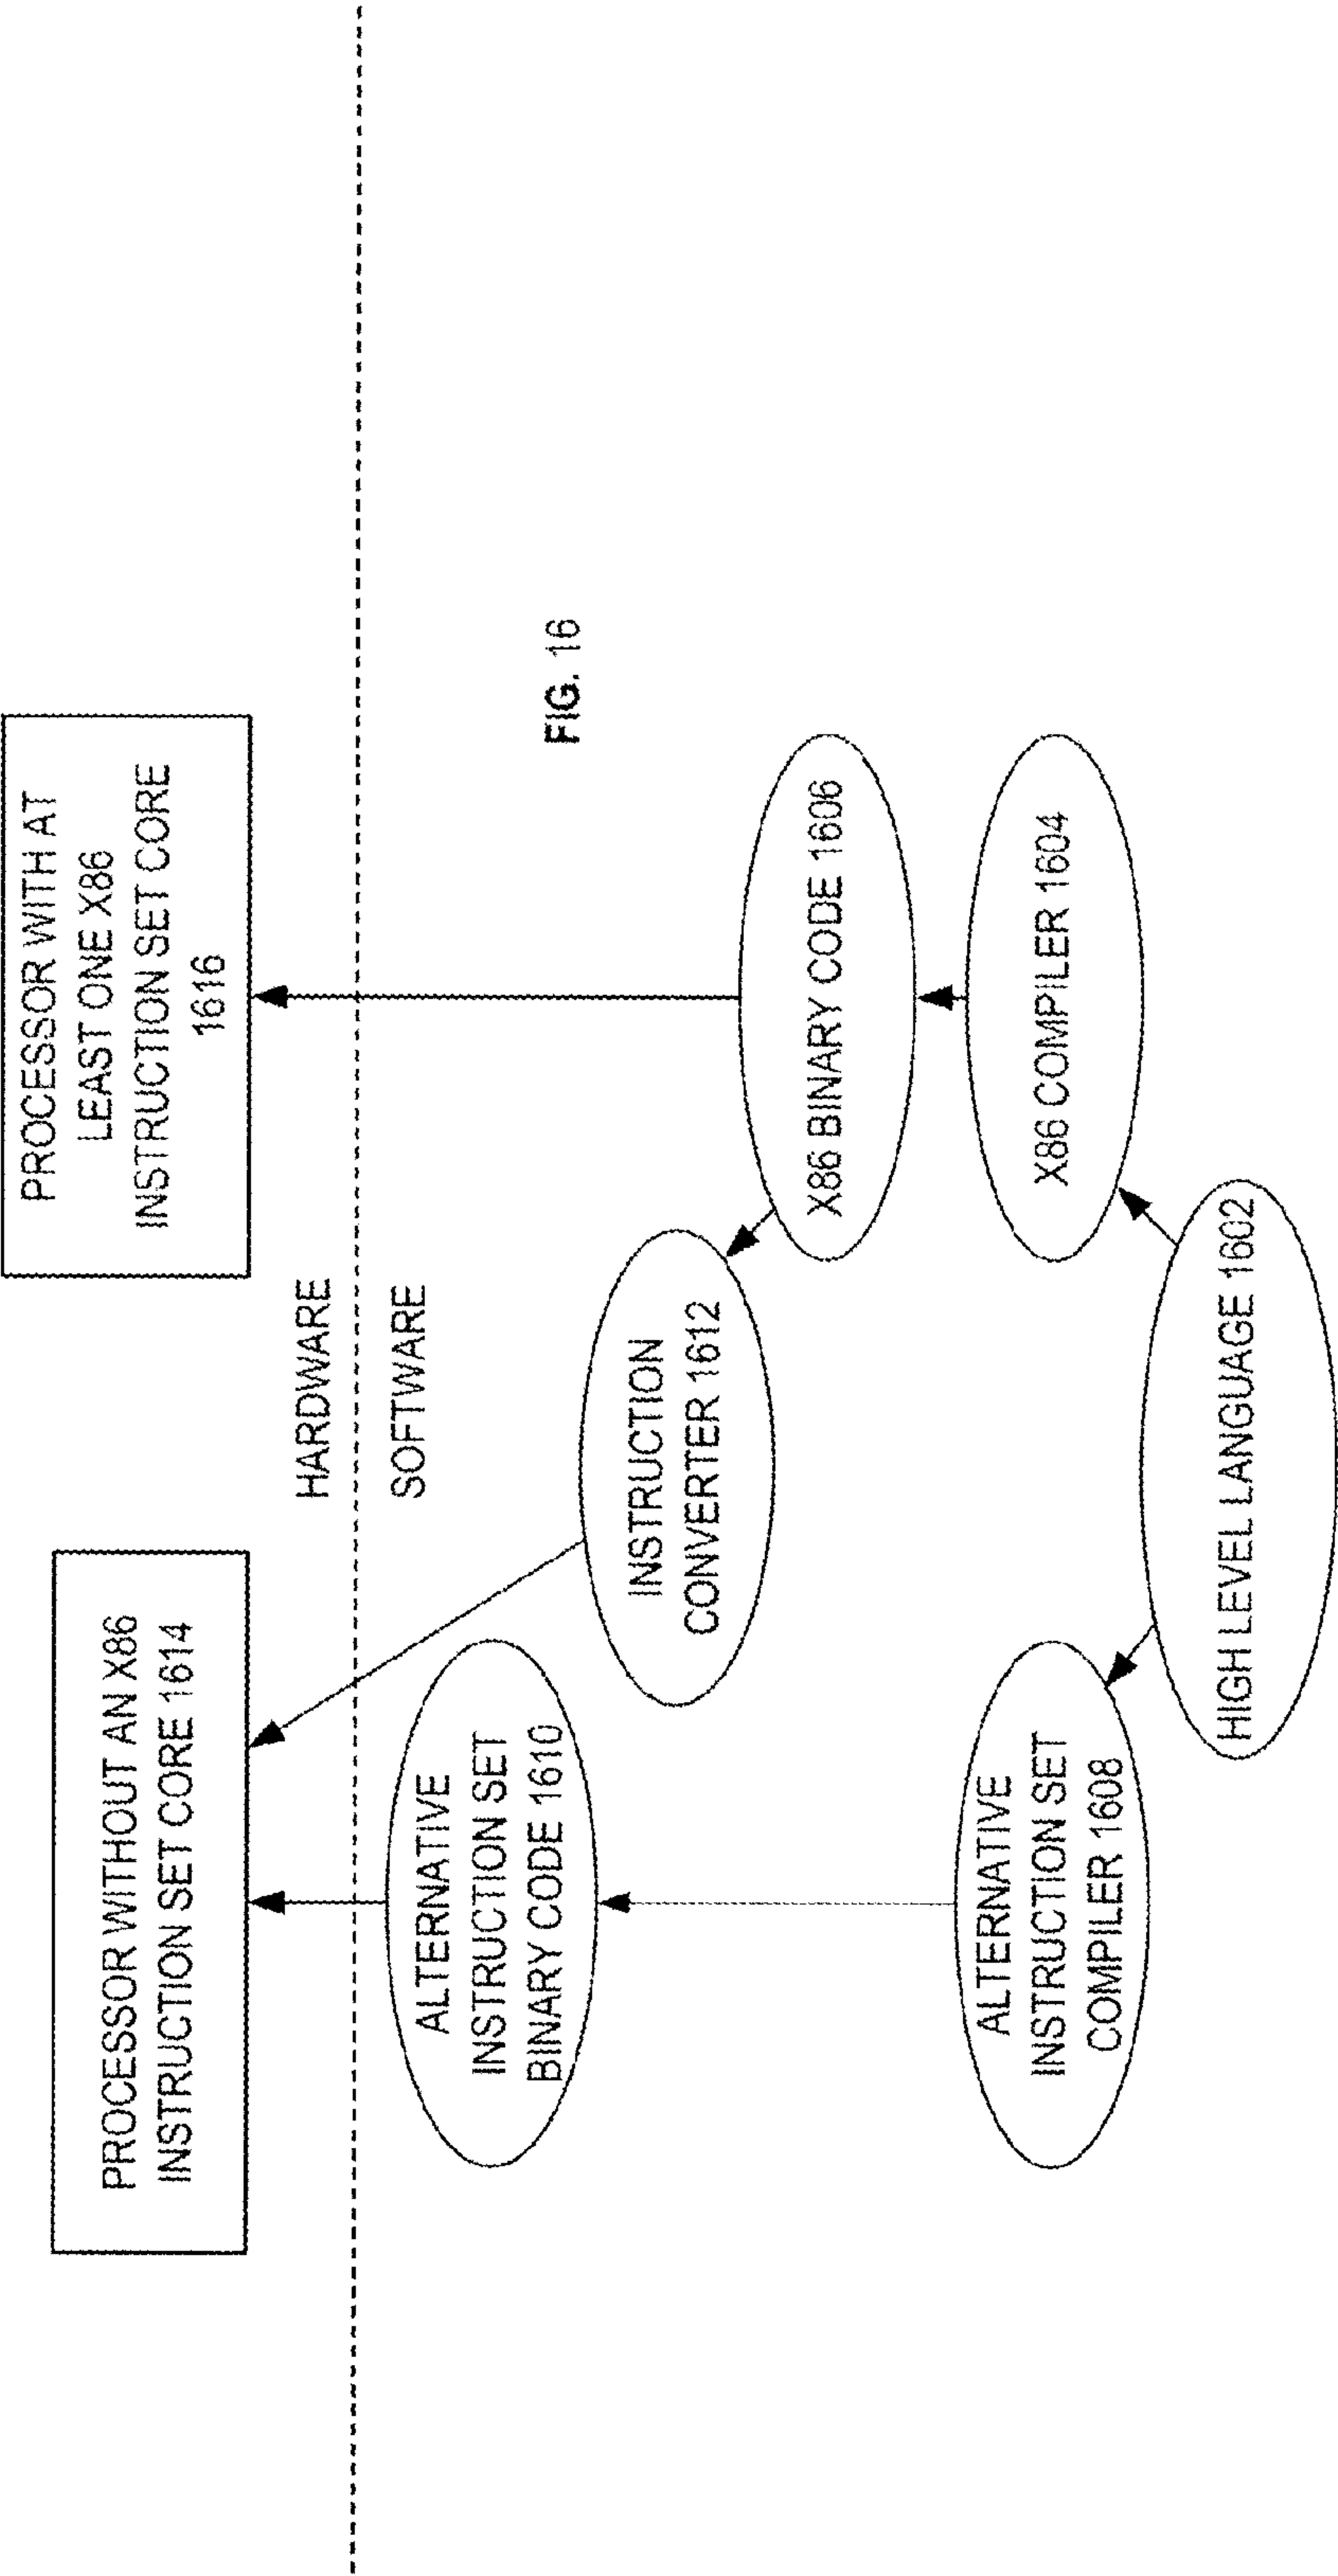 PROCESSOR WITHOUT AN X86
INSTRUCTION SET CORE 1614
PROCESSOR WITH AT
LEAST ONE X86
INSTRUCTION SET CORE
1616
HARDWARE
SOFTWARE
ALTERNATIVE
INSTRUCTION SET
BINARY CODE 1610
FIG. 16
INSTRUCTION
CONVERTER 1612
X86 BINARY CODE 1606
ALTERNATIVE
INSTRUCTION SET
COMPILER 1608
X86 COMPILER 1604
HIGH LEVEL LANGUAGE 1602